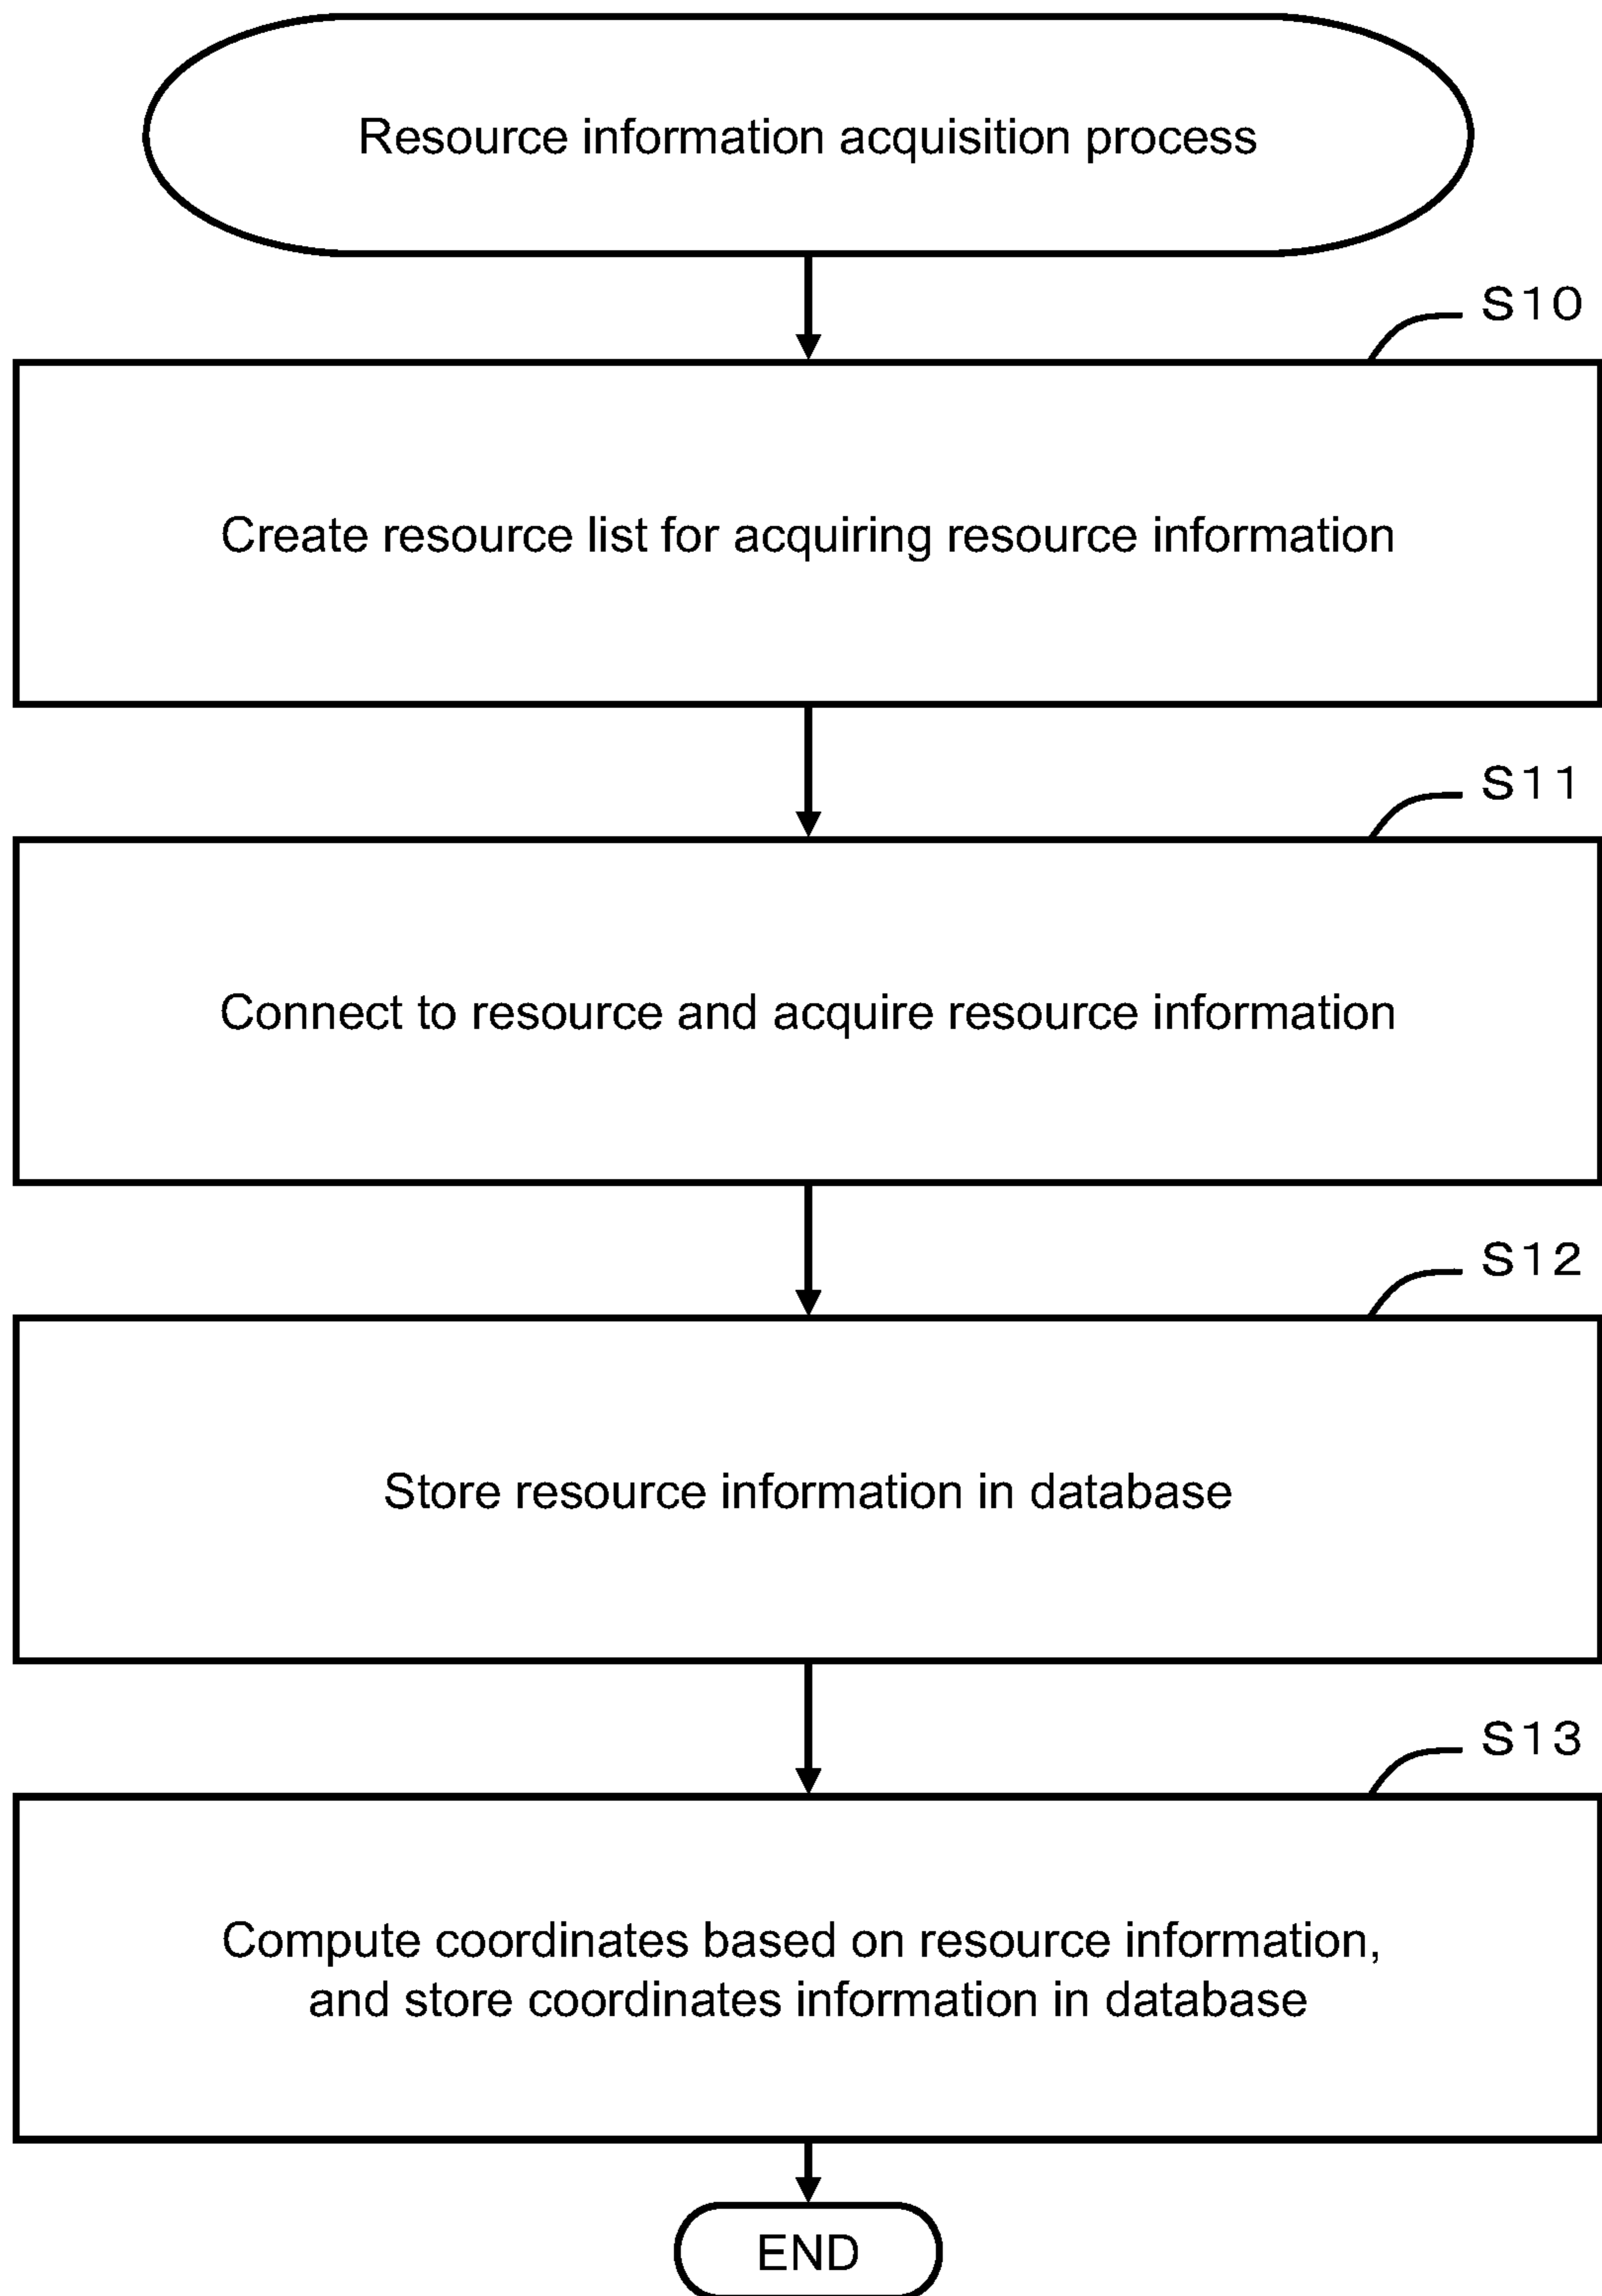 Resource information acquisition process
S10
Create resource list for acquiring resource information
S11
Connect to resource and acquire resource information
S12
Store resource information in database
S13
Compute coordinates based on resource information,
and store coordinates information in database
END